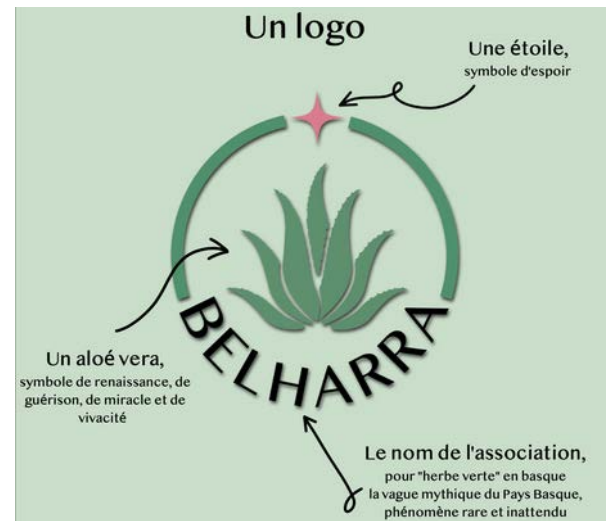 Un logo
Une étoile,
symbole d'espoir
BELHARRA
Un aloé vera,
symbole de renaissance, de
guérison, de miracle et de
vivacité
Le nom de l'association,
pour "herbe verte" en basque
la vague mythique du Pays Basque,
phénomène rare et inattendu